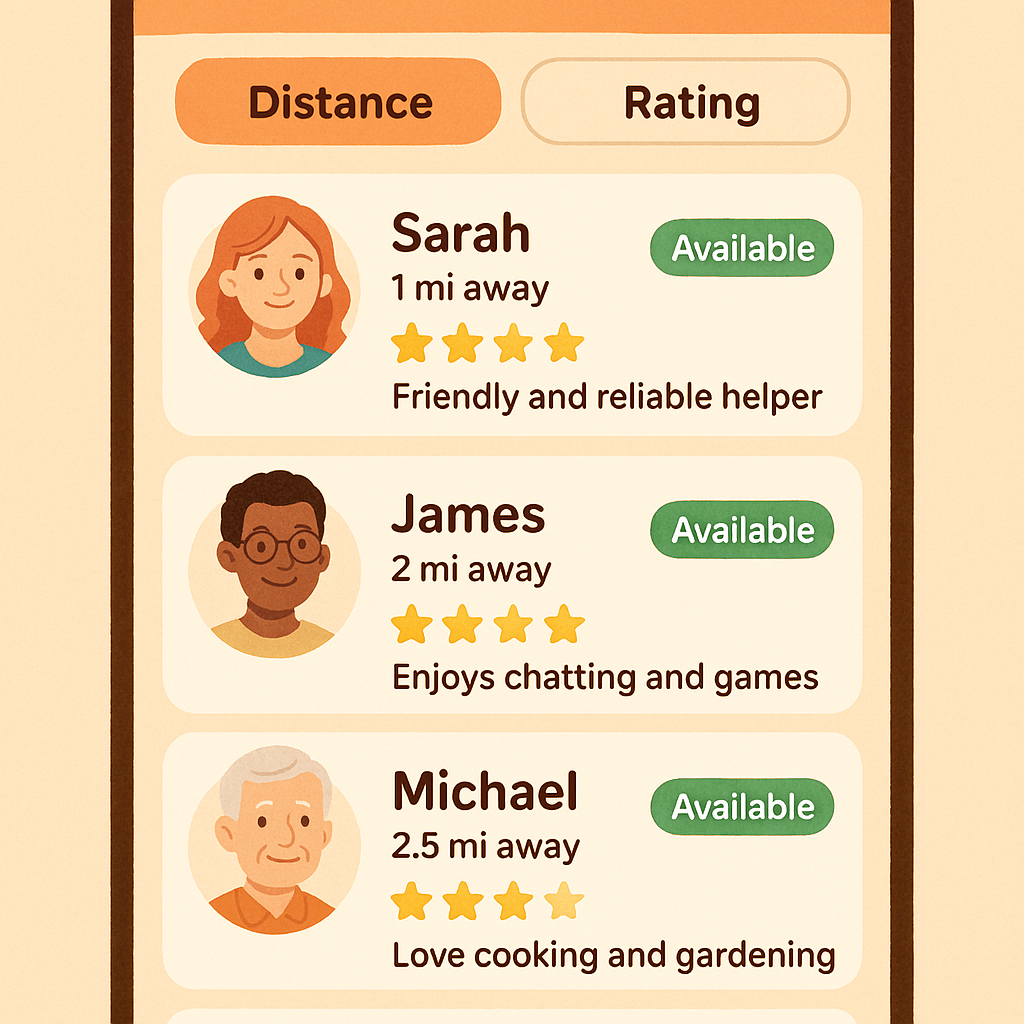 Distance
Rating
Sarah
Available
1 mi away
Friendly and reliable helper
James
Available
2 mi away
Enjoys chatting and games
Michael
Available
2.5 mi away
Love cooking and gardening